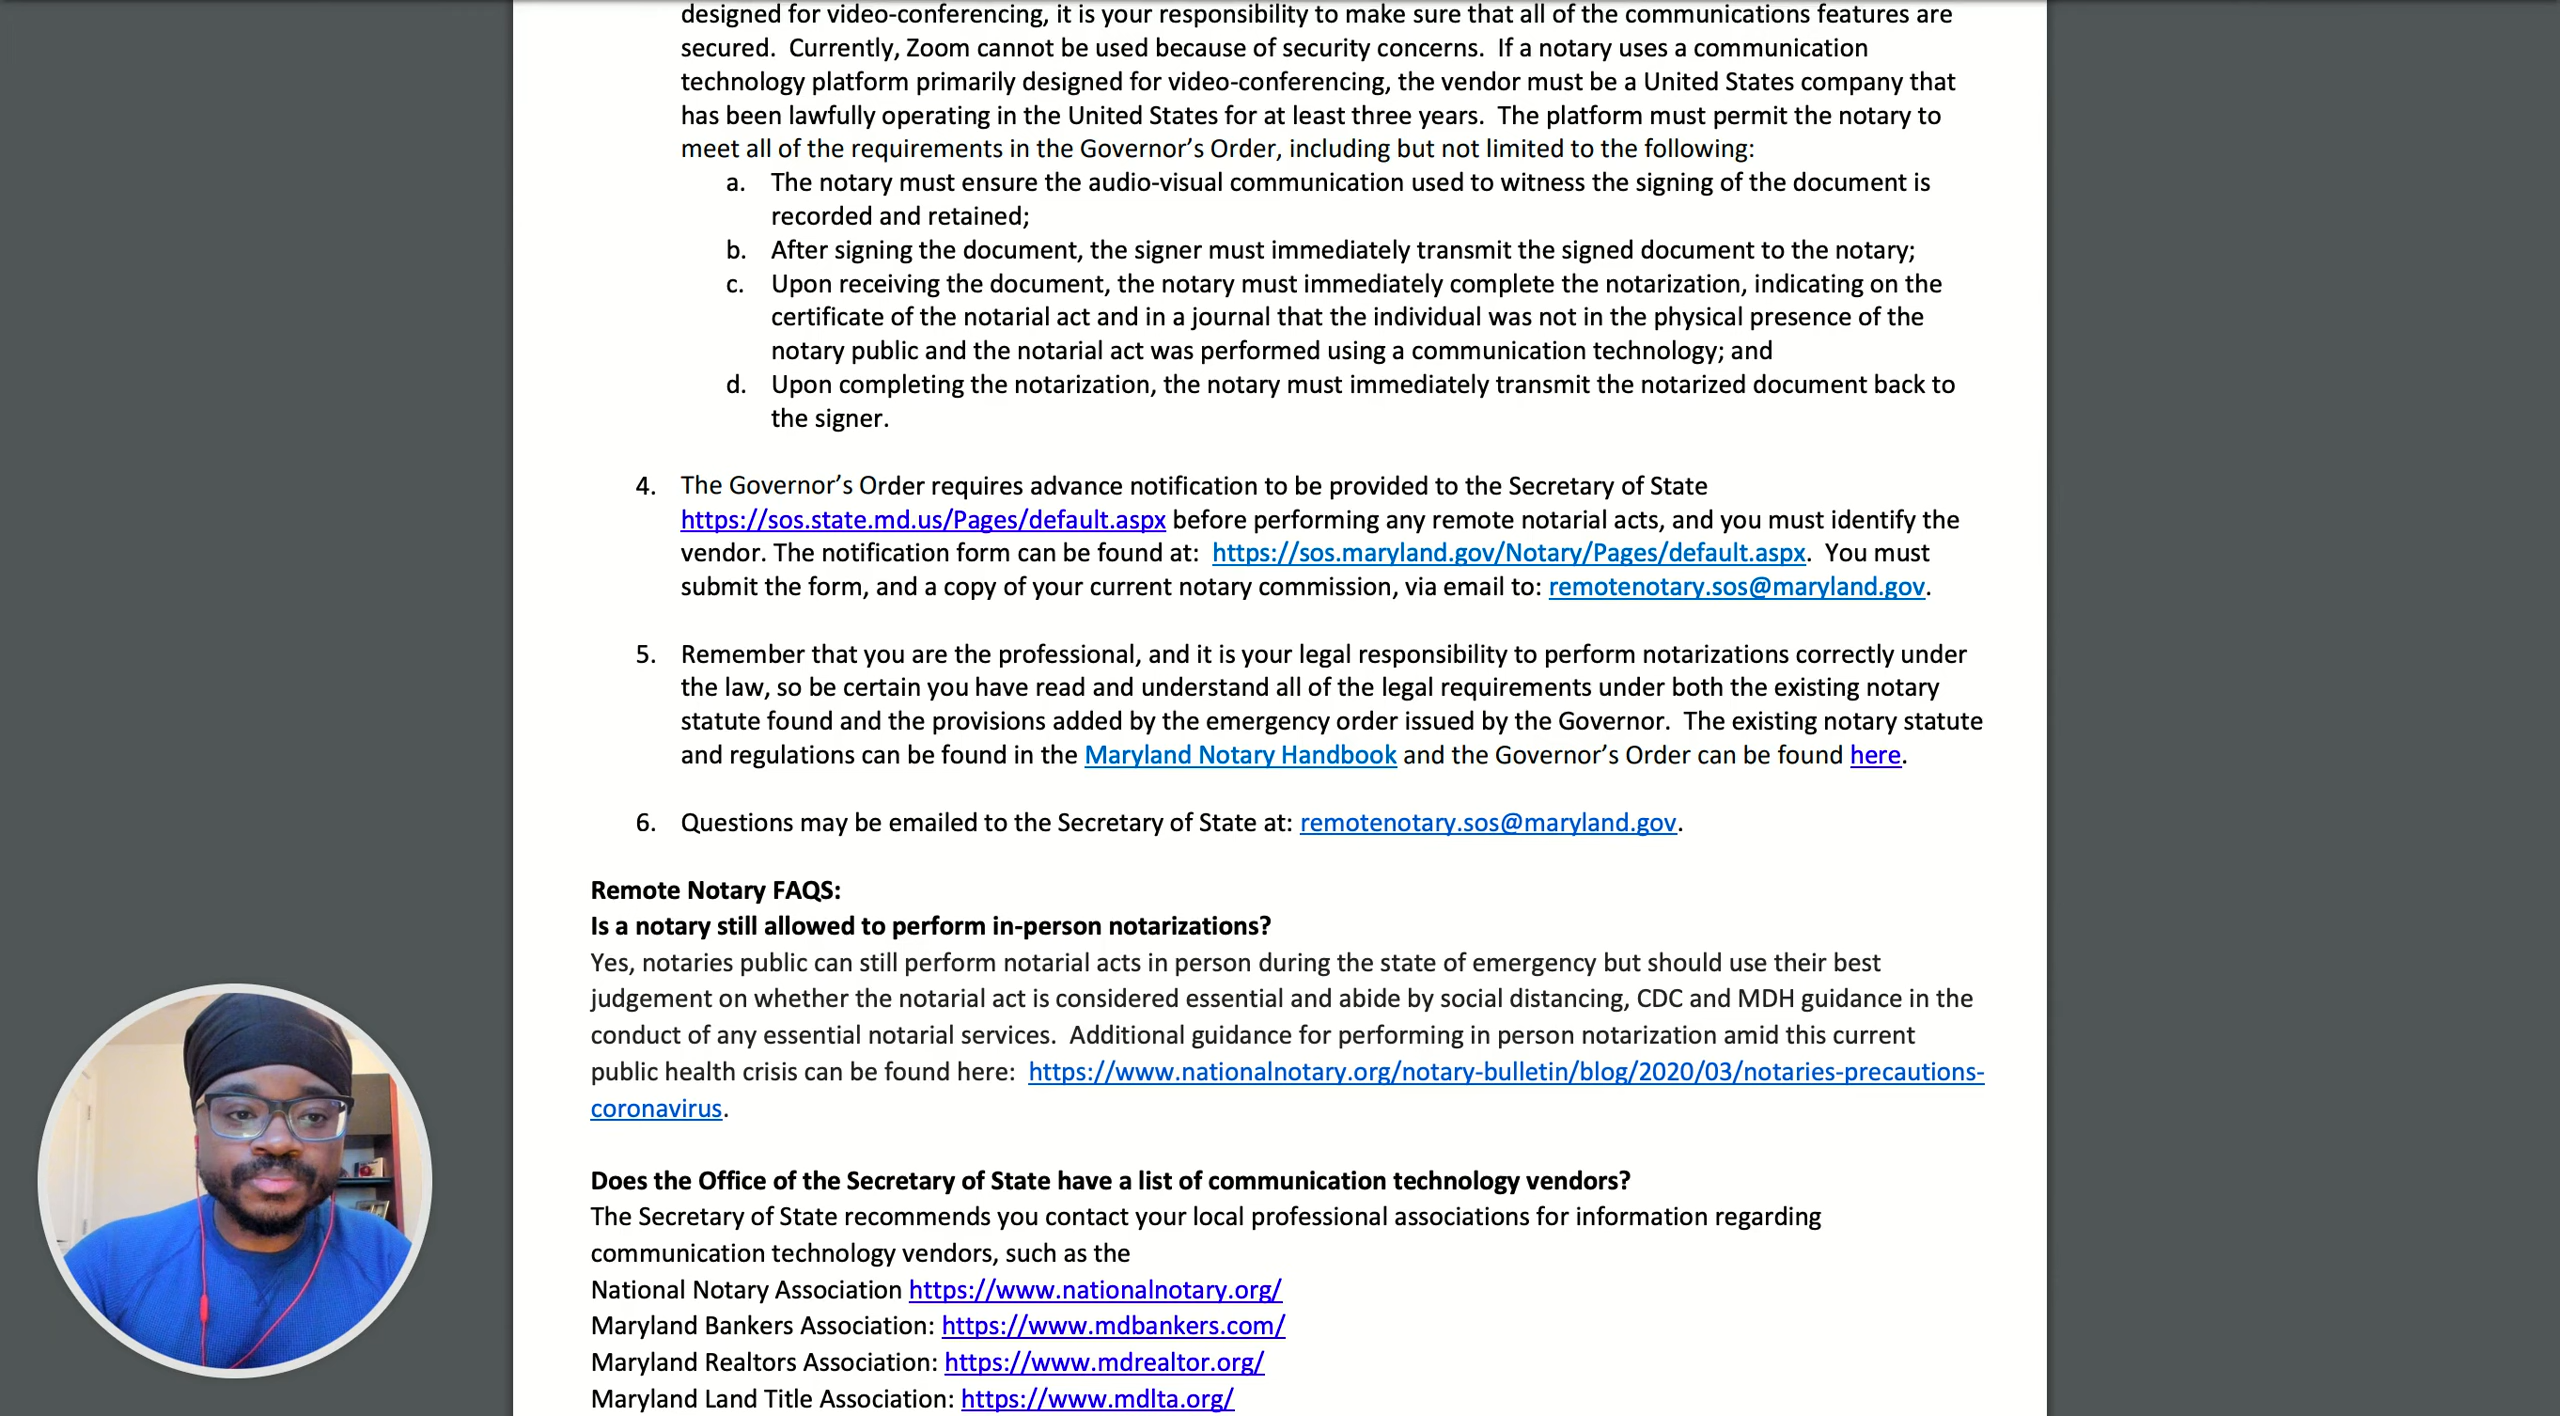 designed for video-conferencing, it is your responsibility to make sure that all of the communications features are
secured.  Currently, Zoom cannot be used because of security concerns.  If a notary uses a communication
technology platform primarily designed for video-conferencing, the vendor must be a United States company that
has been lawfully operating in the United States for at least three years.  The platform must permit the notary to
meet all of the requirements in the Governor's Order, including but not limited to the following:
a. The notary must ensure the audio-visual communication used to witness the signing of the document is
recorded and retained;
b. After signing the document, the signer must immediately transmit the signed document to the notary;
c. Upon receiving the document, the notary must immediately complete the notarization, indicating on the
certificate of the notarial act and in a journal that the individual was not in the physical presence of the
notary public and the notarial act was performed using a communication technology; and
d. Upon completing the notarization, the notary must immediately transmit the notarized document back to
the signer.
4. The Governor's Order requires advance notification to be provided to the Secretary of State
https://sos.state.md.us/Pages/default.aspx before performing any remote notarial acts, and you must identify the
vendor. The notification form can be found at:  https://sos.maryland.gov/Notary/Pages/default.aspx.  You must
submit the form, and a copy of your current notary commission, via email to: remotenotary.sos@maryland.gov.
5. Remember that you are the professional, and it is your legal responsibility to perform notarizations correctly under
the law, so be certain you have read and understand all of the legal requirements under both the existing notary
statute found and the provisions added by the emergency order issued by the Governor.  The existing notary statute
and regulations can be found in the Maryland Notary Handbook and the Governor's Order can be found here.
6. Questions may be emailed to the Secretary of State at: remotenotary.sos@maryland.gov.
Remote Notary FAQS:
Is a notary still allowed to perform in-person notarizations?
Yes, notaries public can still perform notarial acts in person during the state of emergency but should use their best
judgement on whether the notarial act is considered essential and abide by social distancing, CDC and MDH guidance in the
conduct of any essential notarial services.  Additional guidance for performing in person notarization amid this current
public health crisis can be found here:  https://www.nationalnotary.org/notary-bulletin/blog/2020/03/notaries-precautions-
coronavirus.
Does the Office of the Secretary of State have a list of communication technology vendors?
The Secretary of State recommends you contact your local professional associations for information regarding
communication technology vendors, such as the
National Notary Association https://www.nationalnotary.org/
Maryland Bankers Association: https://www.mdbankers.com/
Maryland Realtors Association: https://www.mdrealtor.org/
Maryland Land Title Association: https://www.mdlta.org/